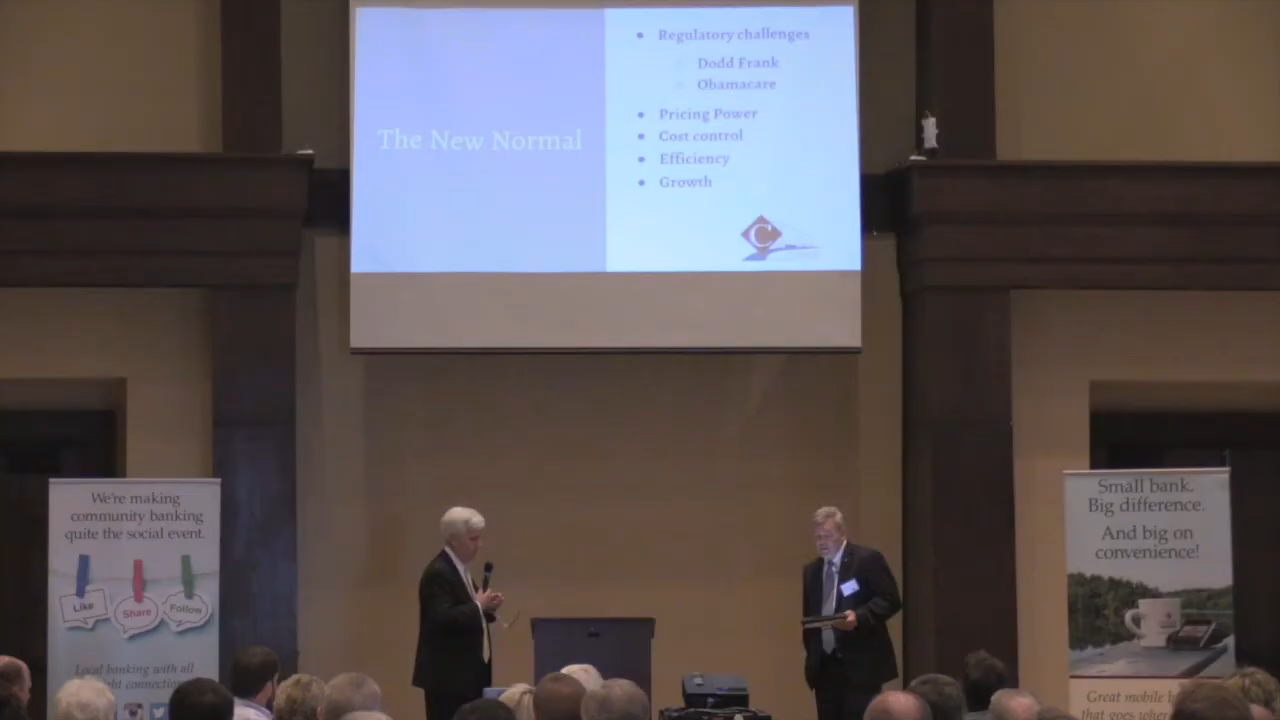 The New Normal
Regulatory challenges
Dodd Frank
Obamacare
Pricing Power
Cost control
Efficiency
Growth
C
We're making
community banking
quite the social event.
Like
Share
Follow
Local banking with all
Small bank.
Big difference.
And big on
convenience!
Great mobile
that goes